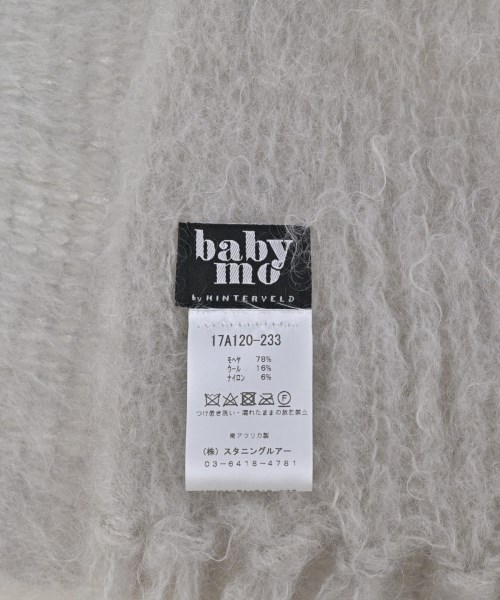 baby
mo
by HINTERVELD
17A120-233
モヘヤ 78%
ウール 16%
ナイロン 6%
つけ置き洗い・濡れたままの放置禁止
南アフリカ製
(株) スタニングルアー
03-6418-4781